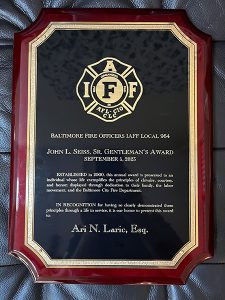 A
I F F
AFL-CIO
CLC
BALTIMORE FIRE OFFICERS IAFF LOCAL 964
JOHN L. SEISS, SR. GENTLEMAN'S AWARD
SEPTEMBER 5, 2025
ESTABLISHED in 2000, this annual award is presented to an
individual whose life exemplifies the principles of chivalry, courtesy,
and honor; displayed through dedication to their family, the labor
movement, and the Baltimore City Fire Department.
IN RECOGNITION for having so clearly demonstrated these
principles through a life in service, it is our honor to present this award
to:
Ari N. Laric, Esq.